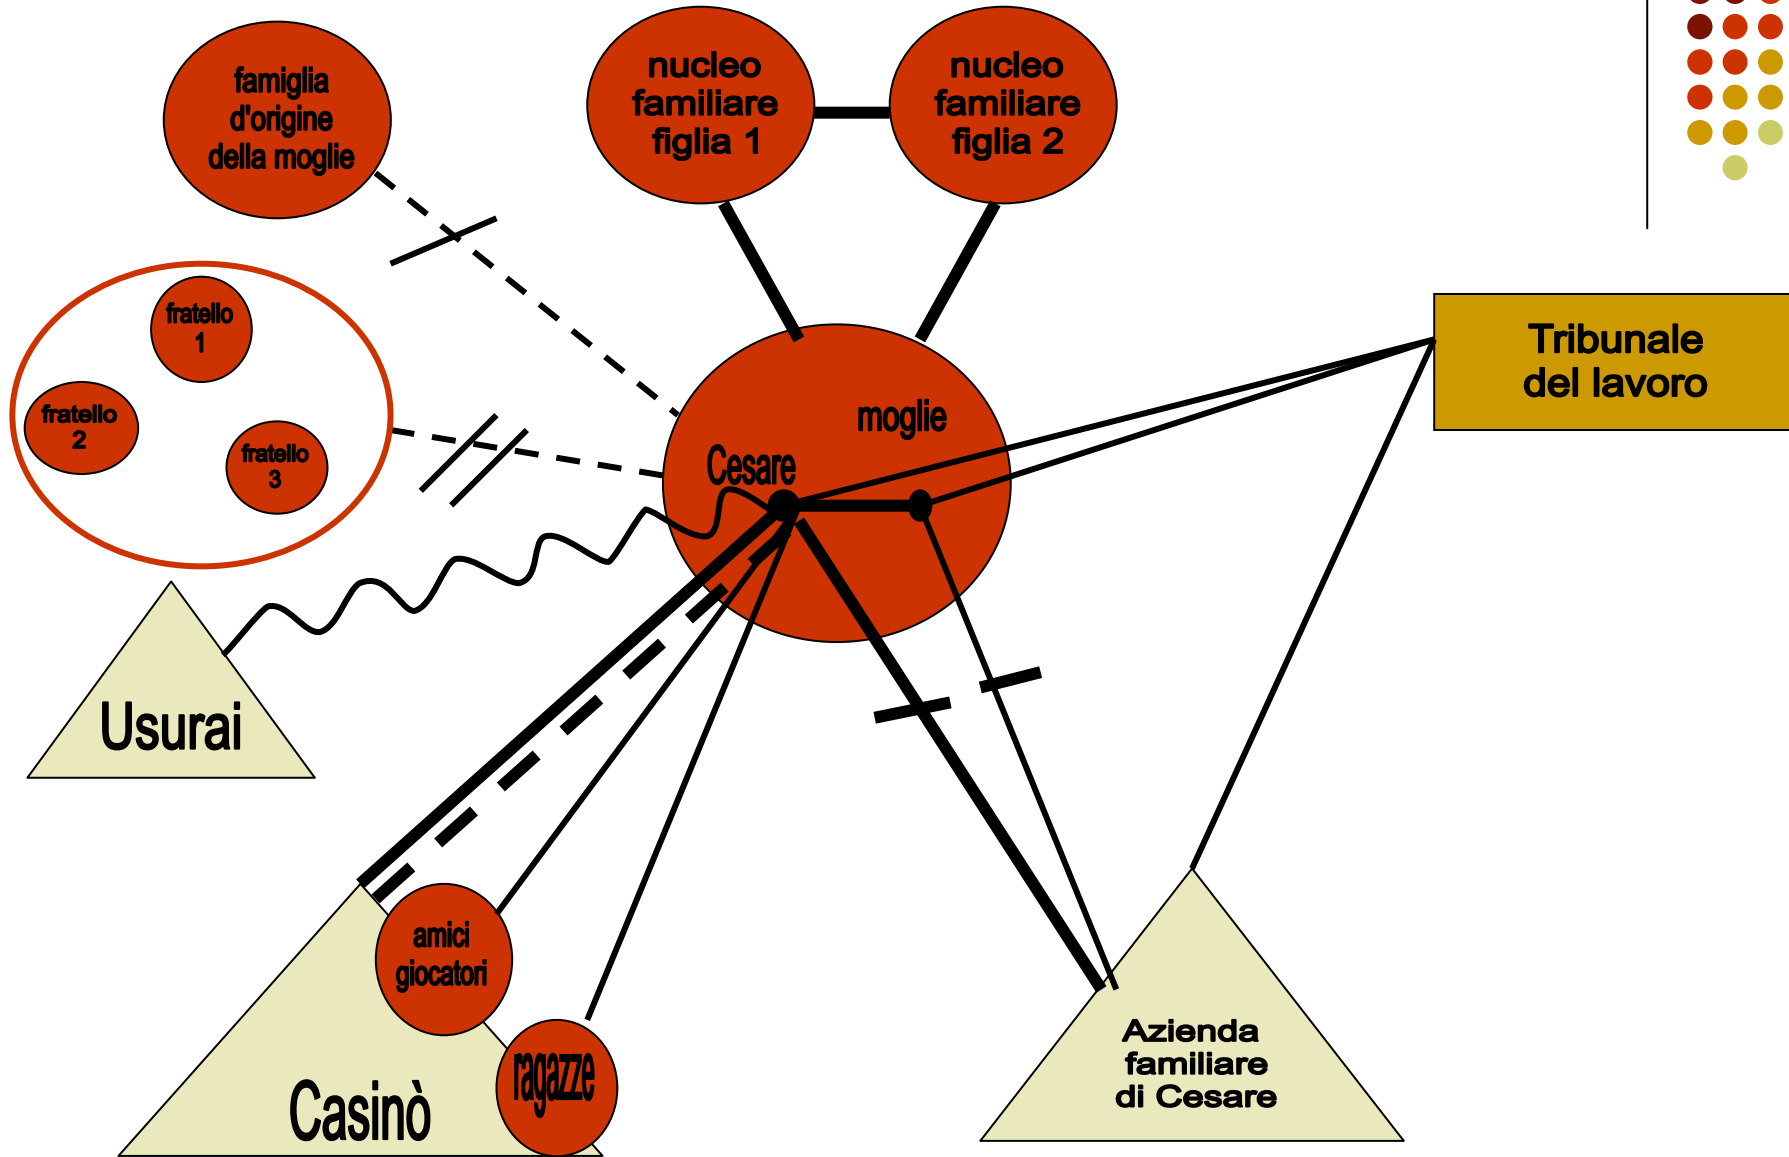 famiglia
d'origine
della moglie
nucleo
familiare
figlia 1
nucleo
familiare
figlia 2
fratello
1
fratello
2
fratello
3
moglie
Cesare
Tribunale
del lavoro
Usurai
amici
giocatori
ragazze
Casinò
Azienda
familiare
di Cesare